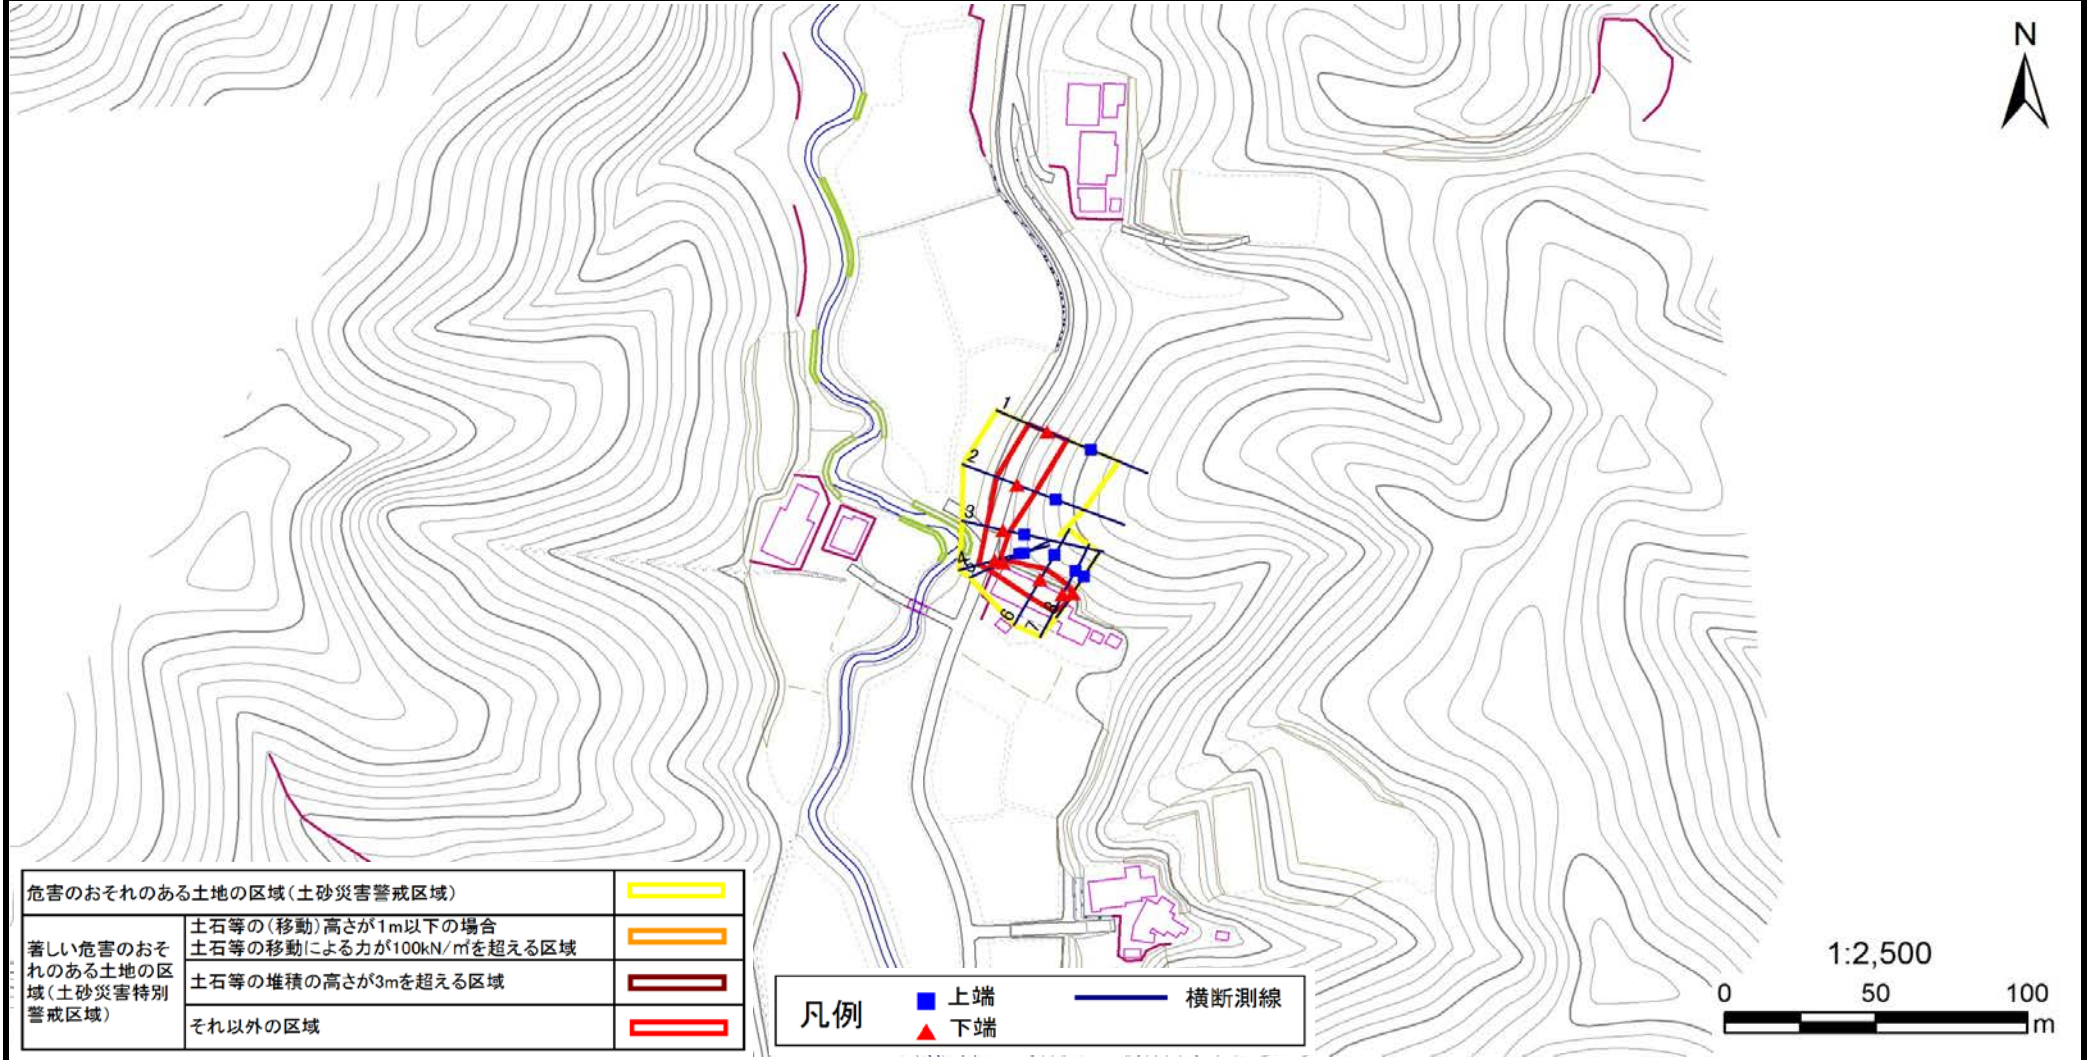 N
1
2
3
4
6
7
8
危害のおそれのある土地の区域(土砂災害警戒区域)
著しい危害のおそ
れのある土地の区
域(土砂災害特別
警戒区域)
土石等の(移動)高さが1m以下の場合
土石等の移動による力が100kN/㎡を超える区域
土石等の堆積の高さが3mを超える区域
それ以外の区域
凡例
上端
下端
横断測線
1:2,500
0 50 100
m